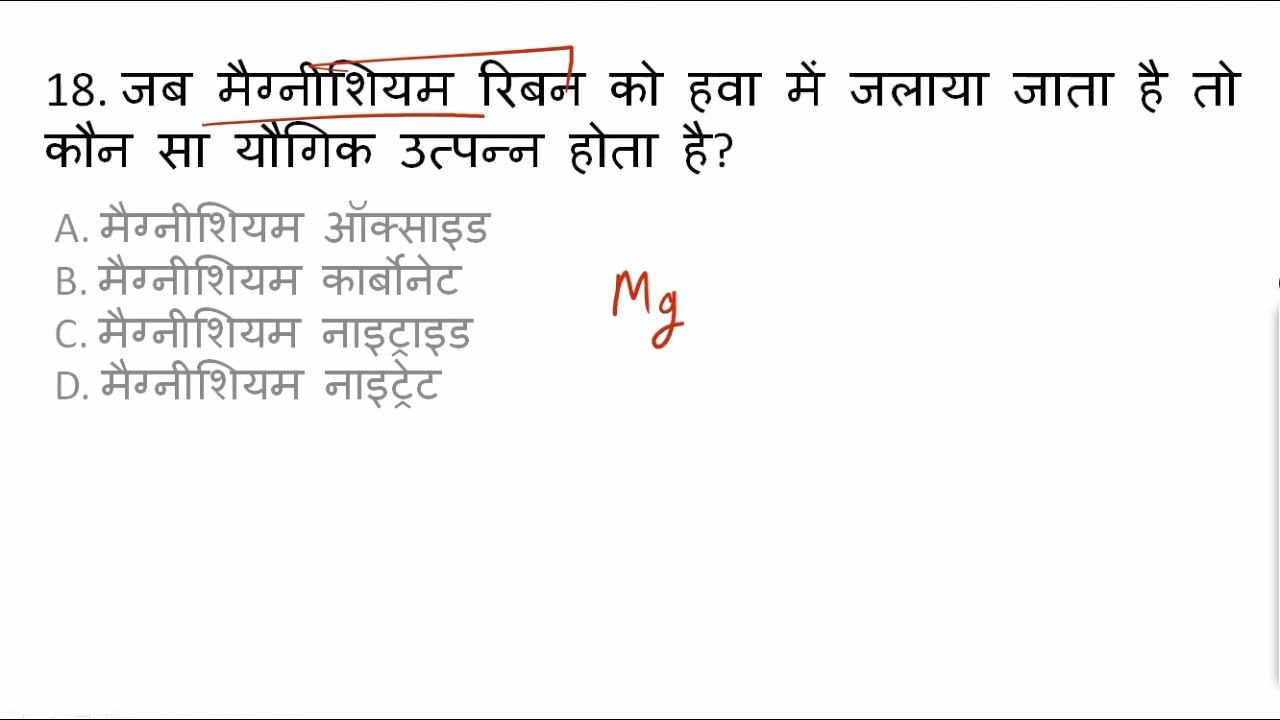 18. जब मैग्नीशियम रिबन को हवा में जलाया जाता है तो
कौन सा यौगिक उत्पन्न होता है?
A. मैग्नीशियम ऑक्साइड
B. मैग्नीशियम कार्बोनेट
C. मैग्नीशियम नाइट्राइड
D. मैग्नीशियम नाइट्रेट
Mg